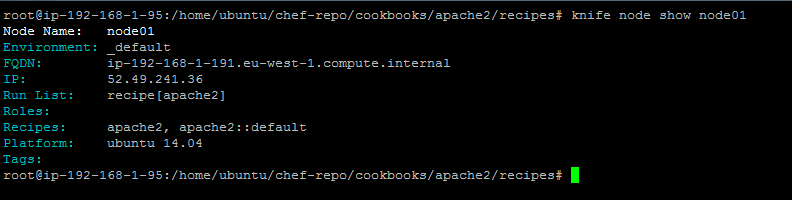 root@ip-192-168-1-95:/home/ubuntu/chef-repo/cookbooks/apache2/recipes# knife node show node01
Node Name:   node01
Environment: _default
FQDN:        ip-192-168-1-191.eu-west-1.compute.internal
IP:          52.49.241.36
Run List:    recipe[apache2]
Roles:
Recipes:     apache2, apache2::default
Platform:    ubuntu 14.04
Tags:
root@ip-192-168-1-95:/home/ubuntu/chef-repo/cookbooks/apache2/recipes#